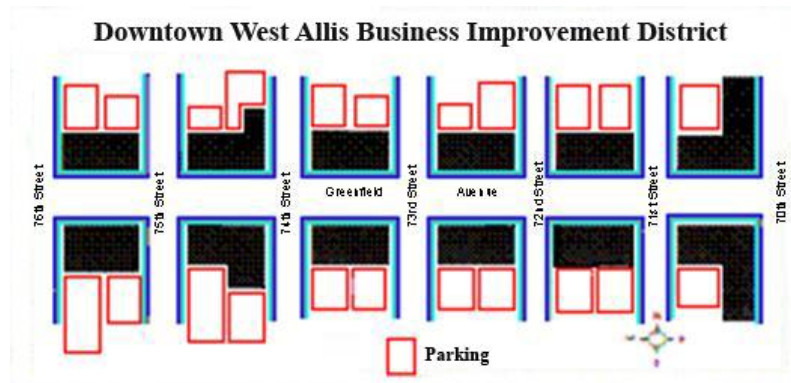 Downtown West Allis Business Improvement District
76th Street
75th Street
74th Street
Greenfield Avenue
73rd Street
72nd Street
71st Street
70th Street
Parking